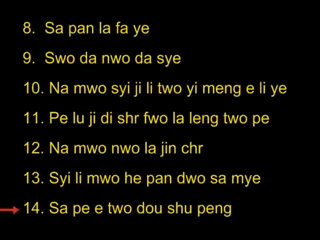 8. Sa pan la fa ye
9. Swo da nwo da sye
10. Na mwo syi ji li two yi meng e li ye
11. Pe lu ji di shr fwo la leng two pe
12. Na mwo nwo la jin chr
13. Syi li mwo he pan dwo sa mye
14. Sa pe e two dou shu peng